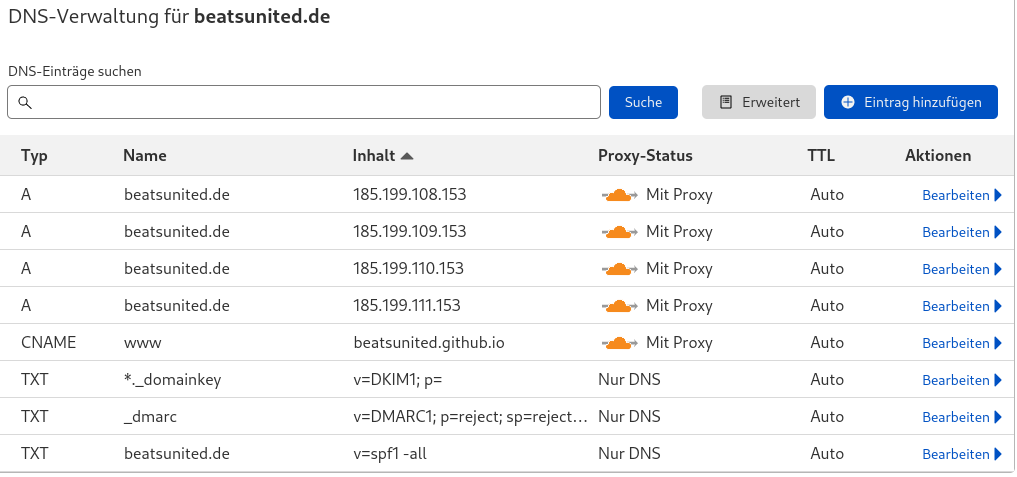 DNS-Verwaltung für beatsunited.de
DNS-Einträge suchen
Suche Erweitert Eintrag hinzufügen
Typ Name Inhalt Proxy-Status TTL Aktionen
A beatsunited.de 185.199.108.153 Mit Proxy Auto Bearbeiten
A beatsunited.de 185.199.109.153 Mit Proxy Auto Bearbeiten
A beatsunited.de 185.199.110.153 Mit Proxy Auto Bearbeiten
A beatsunited.de 185.199.111.153 Mit Proxy Auto Bearbeiten
CNAME www beatsunited.github.io Mit Proxy Auto Bearbeiten
TXT *._domainkey v=DKIM1; p= Nur DNS Auto Bearbeiten
TXT _dmarc v=DMARC1; p=reject; sp=reject... Nur DNS Auto Bearbeiten
TXT beatsunited.de v=spf1 -all Nur DNS Auto Bearbeiten